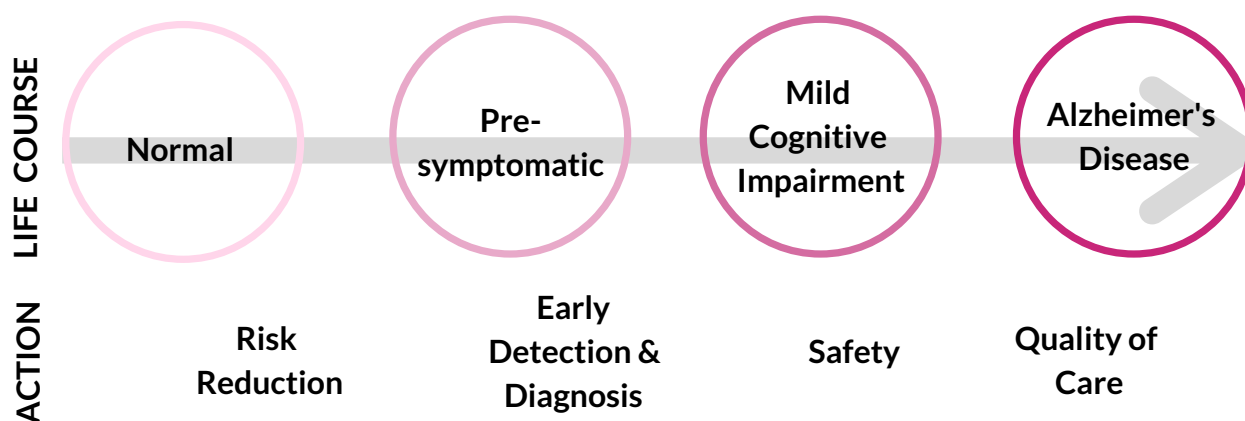 LIFE COURSE
Normal
Pre-
symptomatic
Mild
Cognitive
Impairment
Alzheimer's
Disease
ACTION
Risk
Reduction
Early
Detection &
Diagnosis
Safety
Quality of
Care